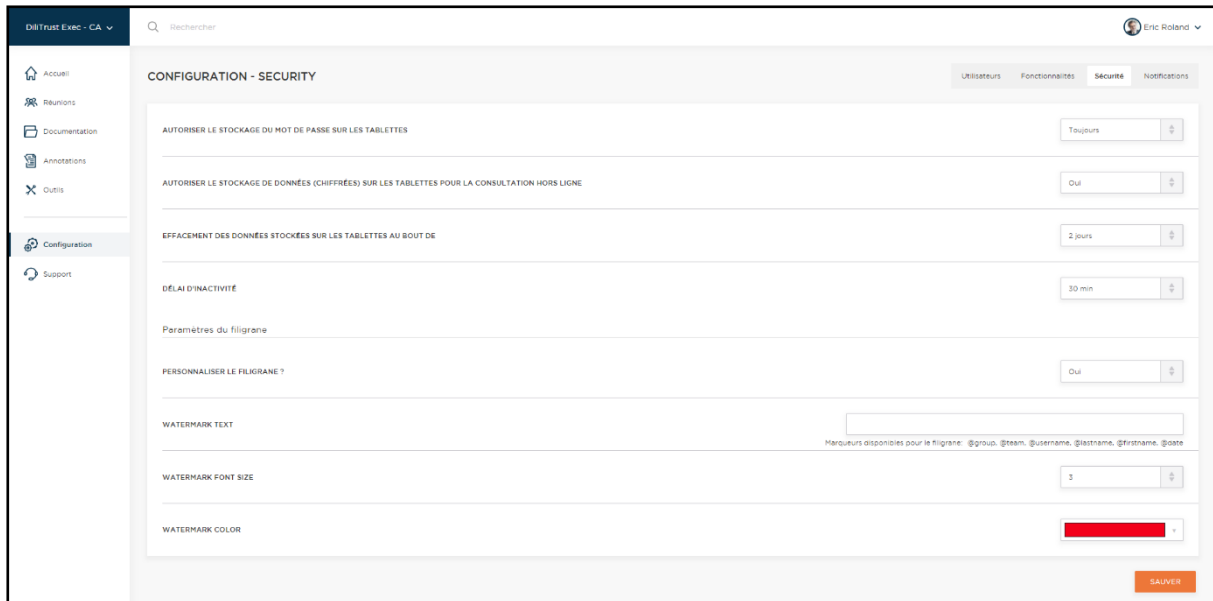 DiliTrust Exec - CA
Rechercher
Eric Roland
Accueil
Réunions
Documentation
Annotations
Outils
Configuration
Support
CONFIGURATION - SECURITY
Utilisateurs Fonctionnalités Sécurité Notifications
AUTORISER LE STOCKAGE DU MOT DE PASSE SUR LES TABLETTES
Toujours
AUTORISER LE STOCKAGE DE DONNÉES (CHIFFRÉES) SUR LES TABLETTES POUR LA CONSULTATION HORS LIGNE
Oui
EFFACEMENT DES DONNÉES STOCKÉES SUR LES TABLETTES AU BOUT DE
2 jours
DÉLAI D'INACTIVITÉ
30 min
Paramètres du filigrane
PERSONNALISER LE FILIGRANE ?
Oui
WATERMARK TEXT
Marqueurs disponibles pour le filigrane: @group, @team, @username, @lastname, @firstname, @date
WATERMARK FONT SIZE
3
WATERMARK COLOR
SAUVER